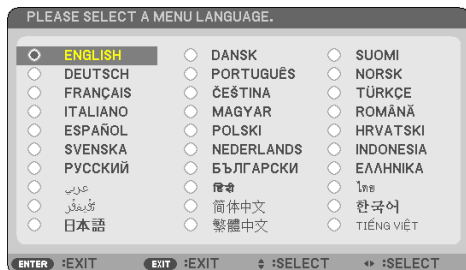 PLEASE SELECT A MENU LANGUAGE.
ENGLISH DANSK SUOMI
DEUTSCH PORTUGUÊS NORSK
FRANÇAIS ČEŠTINA TÜRKÇE
ITALIANO MAGYAR ROMÂNĂ
ESPAÑOL POLSKI HRVATSKI
SVENSKA NEDERLANDS INDONESIA
РУССКИЙ БЪЛГАРСКИ ΕΛΛΗΝΙΚΑ
عربي हिन्दी ไทย
简体中文 한국어
日本語 繁體中文 TIẾNG VIỆT
ENTER :EXIT EXIT :EXIT :SELECT :SELECT